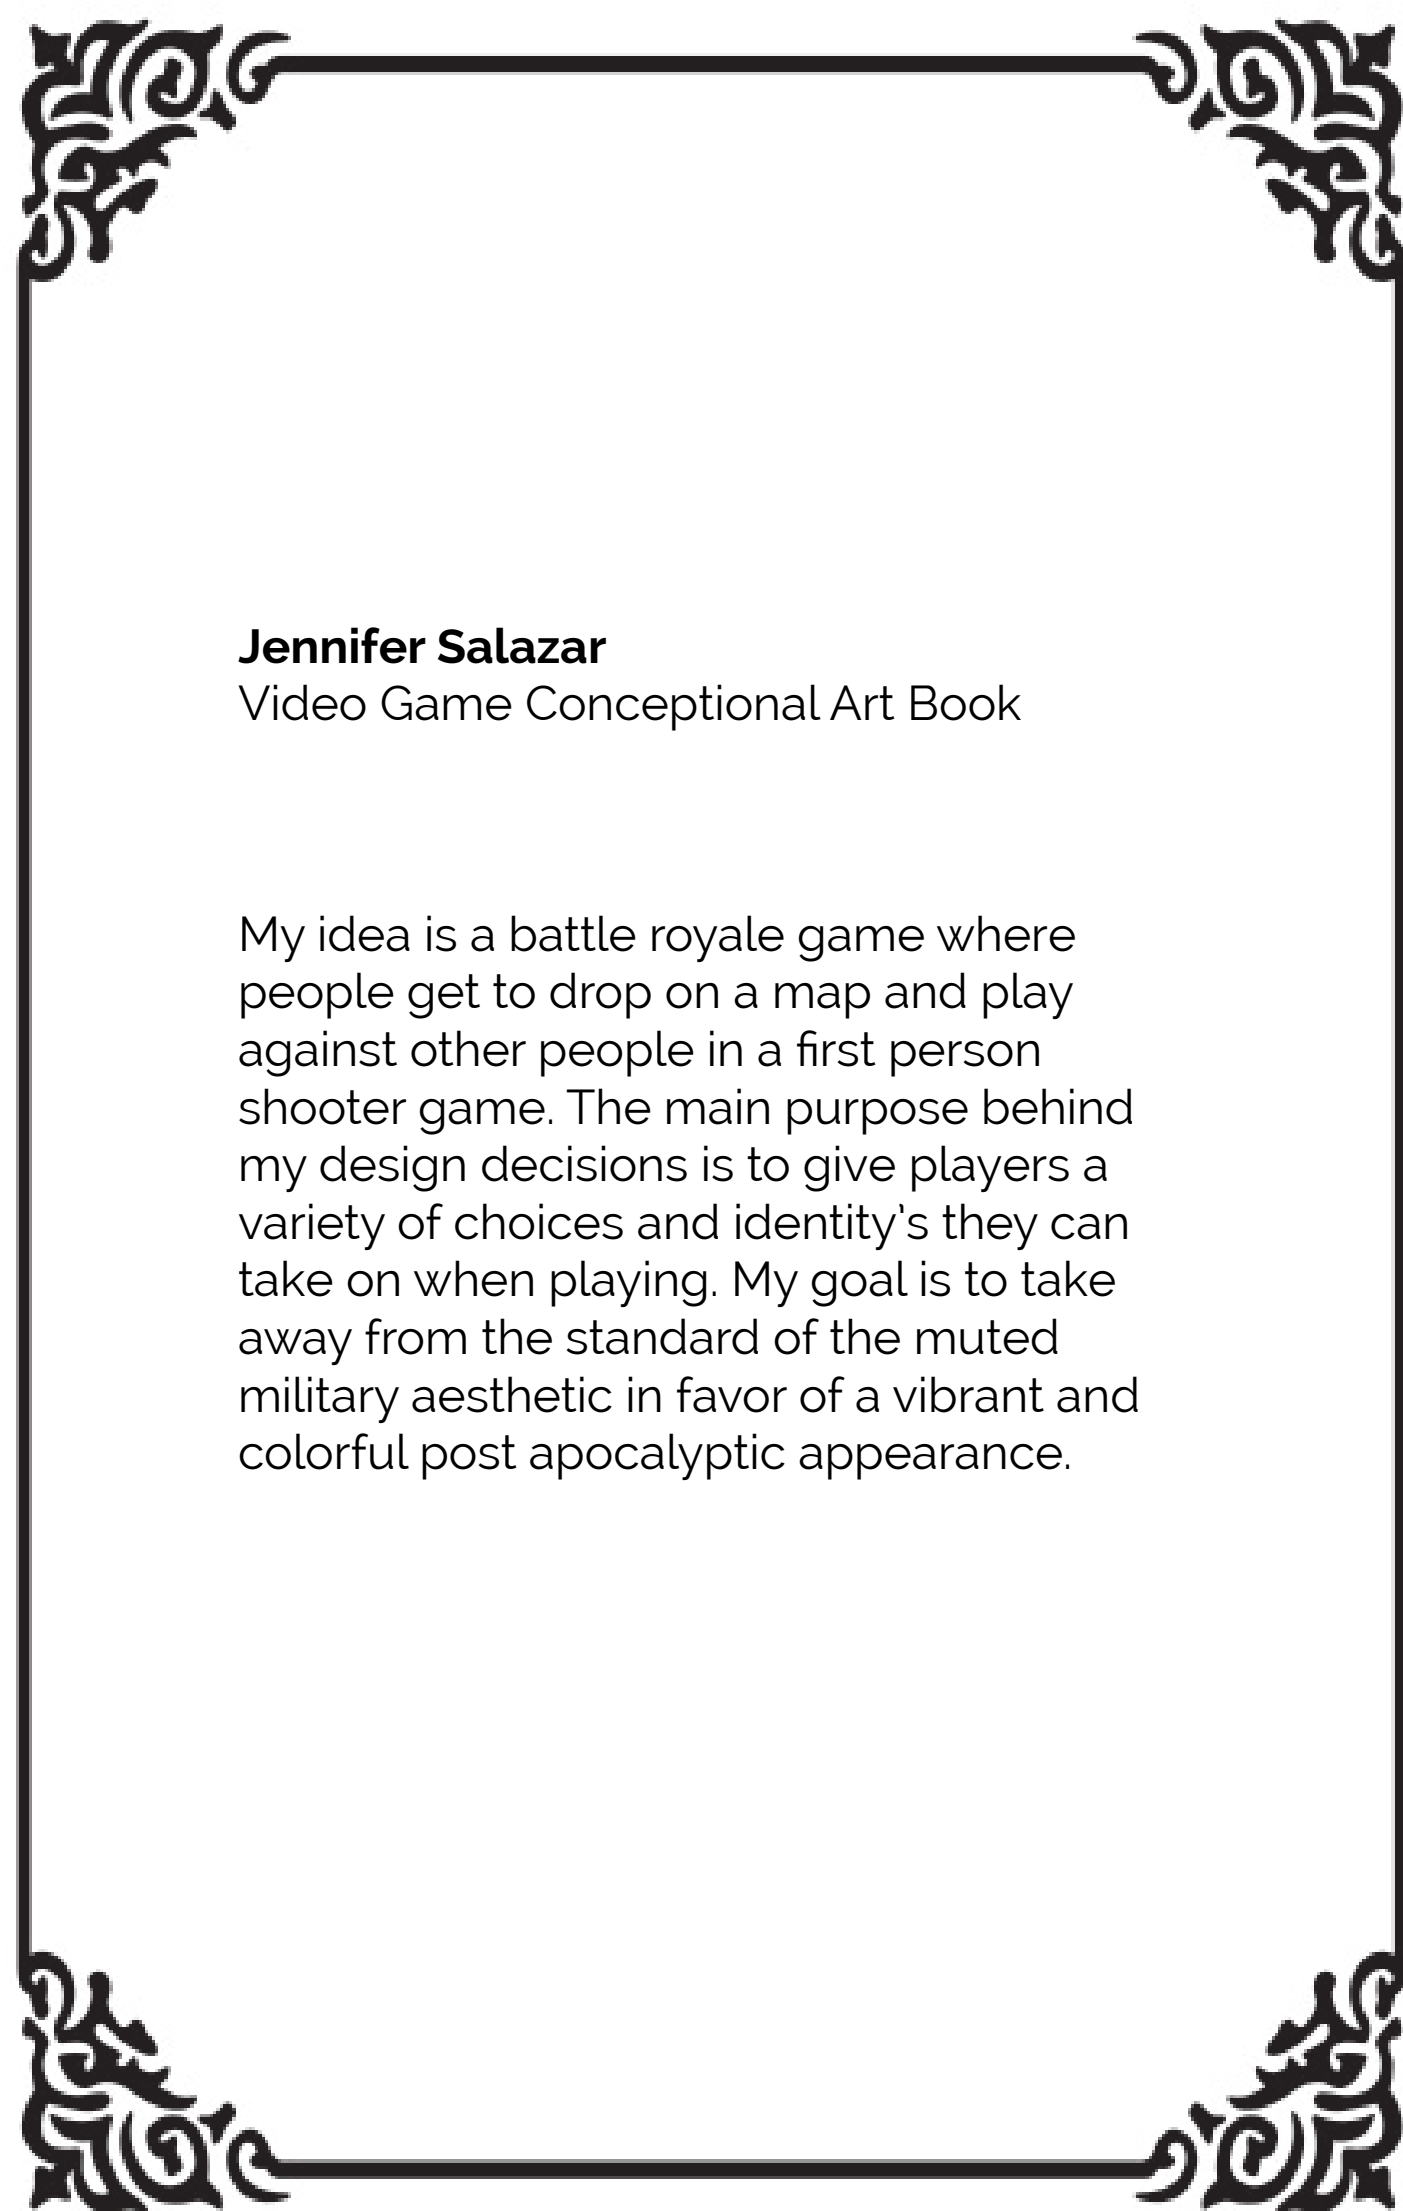 Jennifer Salazar
Video Game Conceptional Art Book
My idea is a battle royale game where
people get to drop on a map and play
against other people in a first person
shooter game. The main purpose behind
my design decisions is to give players a
variety of choices and identity's they can
take on when playing. My goal is to take
away from the standard of the muted
military aesthetic in favor of a vibrant and
colorful post apocalyptic appearance.